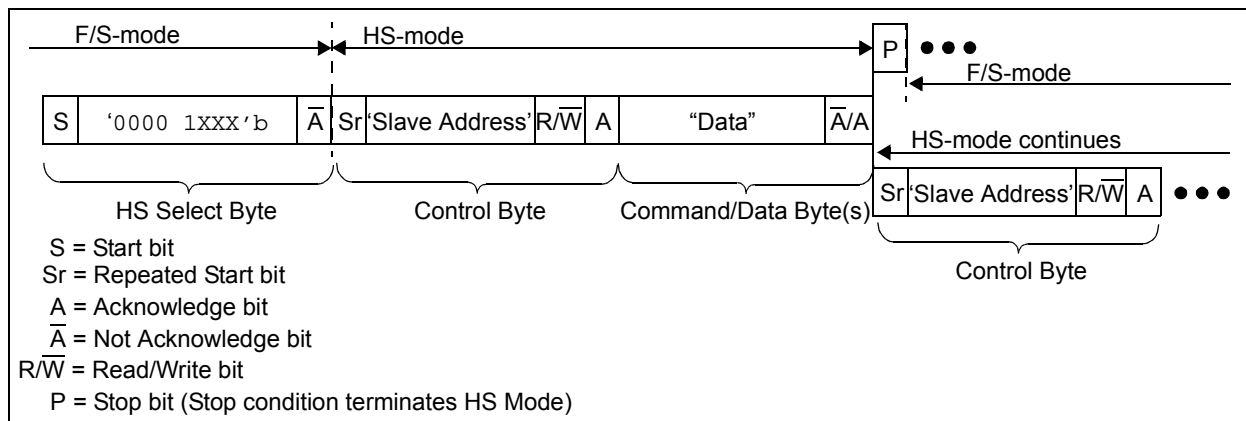 F/S-mode HS-mode
P •••
F/S-mode
S '0000 1XXX'b A̅ Sr 'Slave Address' R/W̅ A "Data" A̅/A
HS-mode continues
Sr 'Slave Address' R/W̅ A •••
HS Select Byte Control Byte Command/Data Byte(s)
Control Byte
S = Start bit
Sr = Repeated Start bit
A = Acknowledge bit
A̅ = Not Acknowledge bit
R/W̅ = Read/Write bit
P = Stop bit (Stop condition terminates HS Mode)